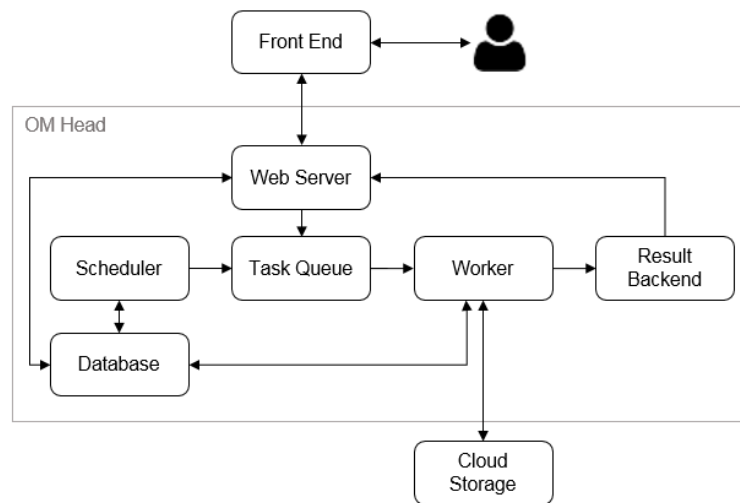 Front End
OM Head
Web Server
Scheduler
Task Queue
Worker
Result
Backend
Database
Cloud
Storage